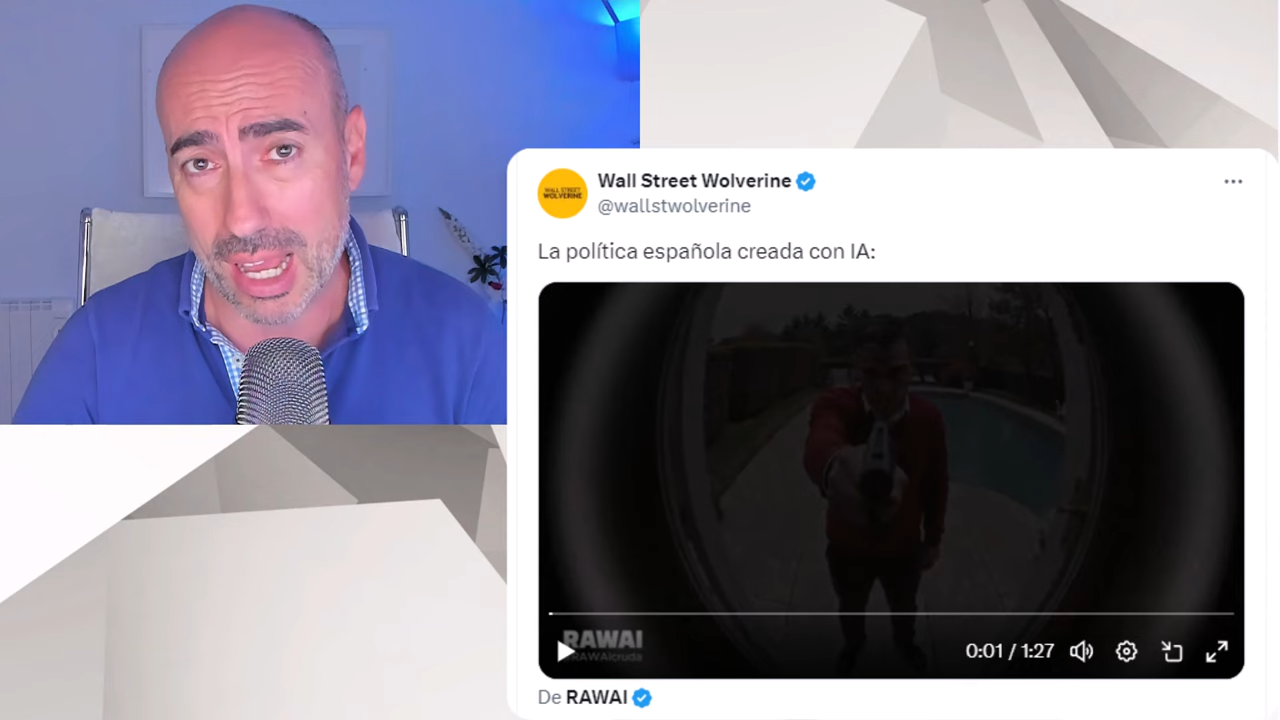 WALL STREET
WOLVERINE
Wall Street Wolverine
@wallstwolverine
La política española creada con IA:
RAWAI
@RAWAIcruda
0:01 / 1:27
De RAWAI